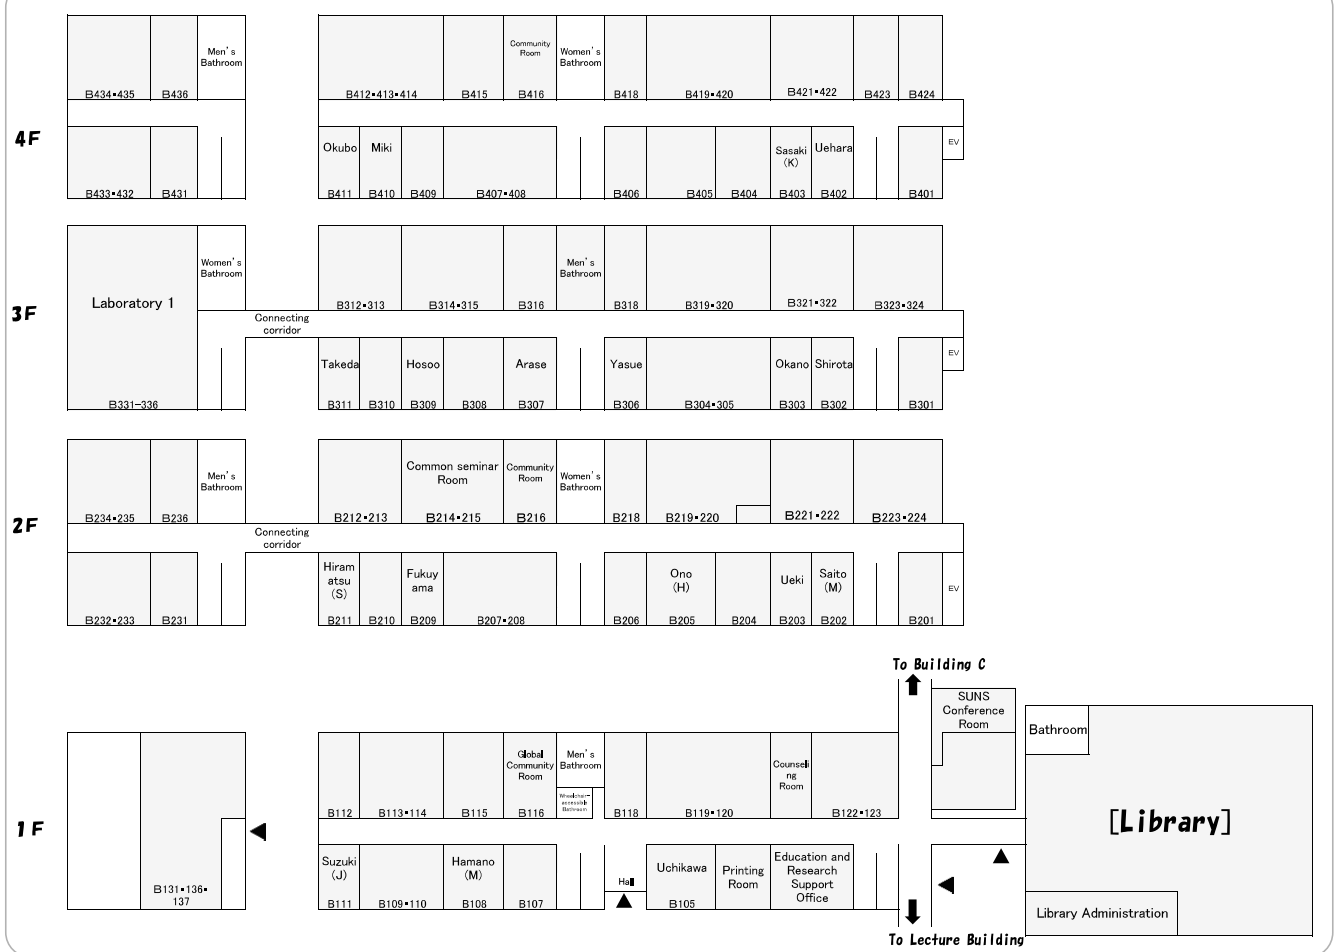 Men's
Bathroom
Community
Room
Women's
Bathroom
B434▪435
B436
B412▪413▪414
B415
B416
B418
B419▪420
B421▪422
B423
B424
4F
EV
Okubo
Miki
Sasaki
(K)
Uehara
B433▪432
B431
B411
B410
B409
B407▪408
B406
B405
B404
B403
B402
B401
Women's
Bathroom
Men's
Bathroom
Laboratory 1
B312▪313
B314▪315
B316
B318
B319▪320
B321▪322
B323▪324
3F
Connecting
corridor
EV
Takeda
Hosoo
Arase
Yasue
Okano
Shirota
B331-336
B311
B310
B309
B308
B307
B306
B304▪305
B303
B302
B301
Men's
Bathroom
Common seminar
Room
Community
Room
Women's
Bathroom
B234▪235
B236
B212▪213
B214▪215
B216
B218
B219▪220
B221▪222
B223▪224
2F
Connecting
corridor
Hiram
atsu
(S)
Fukuy
ama
Ono
(H)
Ueki
Saito
(M)
EV
B232▪233
B231
B211
B210
B209
B207▪208
B206
B205
B204
B203
B202
B201
To Building C
SUNS
Conference
Room
Bathroom
Global
Community
Room
Men's
Bathroom
Wheelchair-
accessible
Bathroom
Counseli
ng
Room
B112
B113▪114
B115
B116
B118
B119▪120
B122▪123
1F
[Library]
Suzuki
(J)
Hamano
(M)
Hall
Uchikawa
Printing
Room
Education and
Research
Support
Office
B131▪136▪
137
B111
B109▪110
B108
B107
B105
Library Administration
To Lecture Building